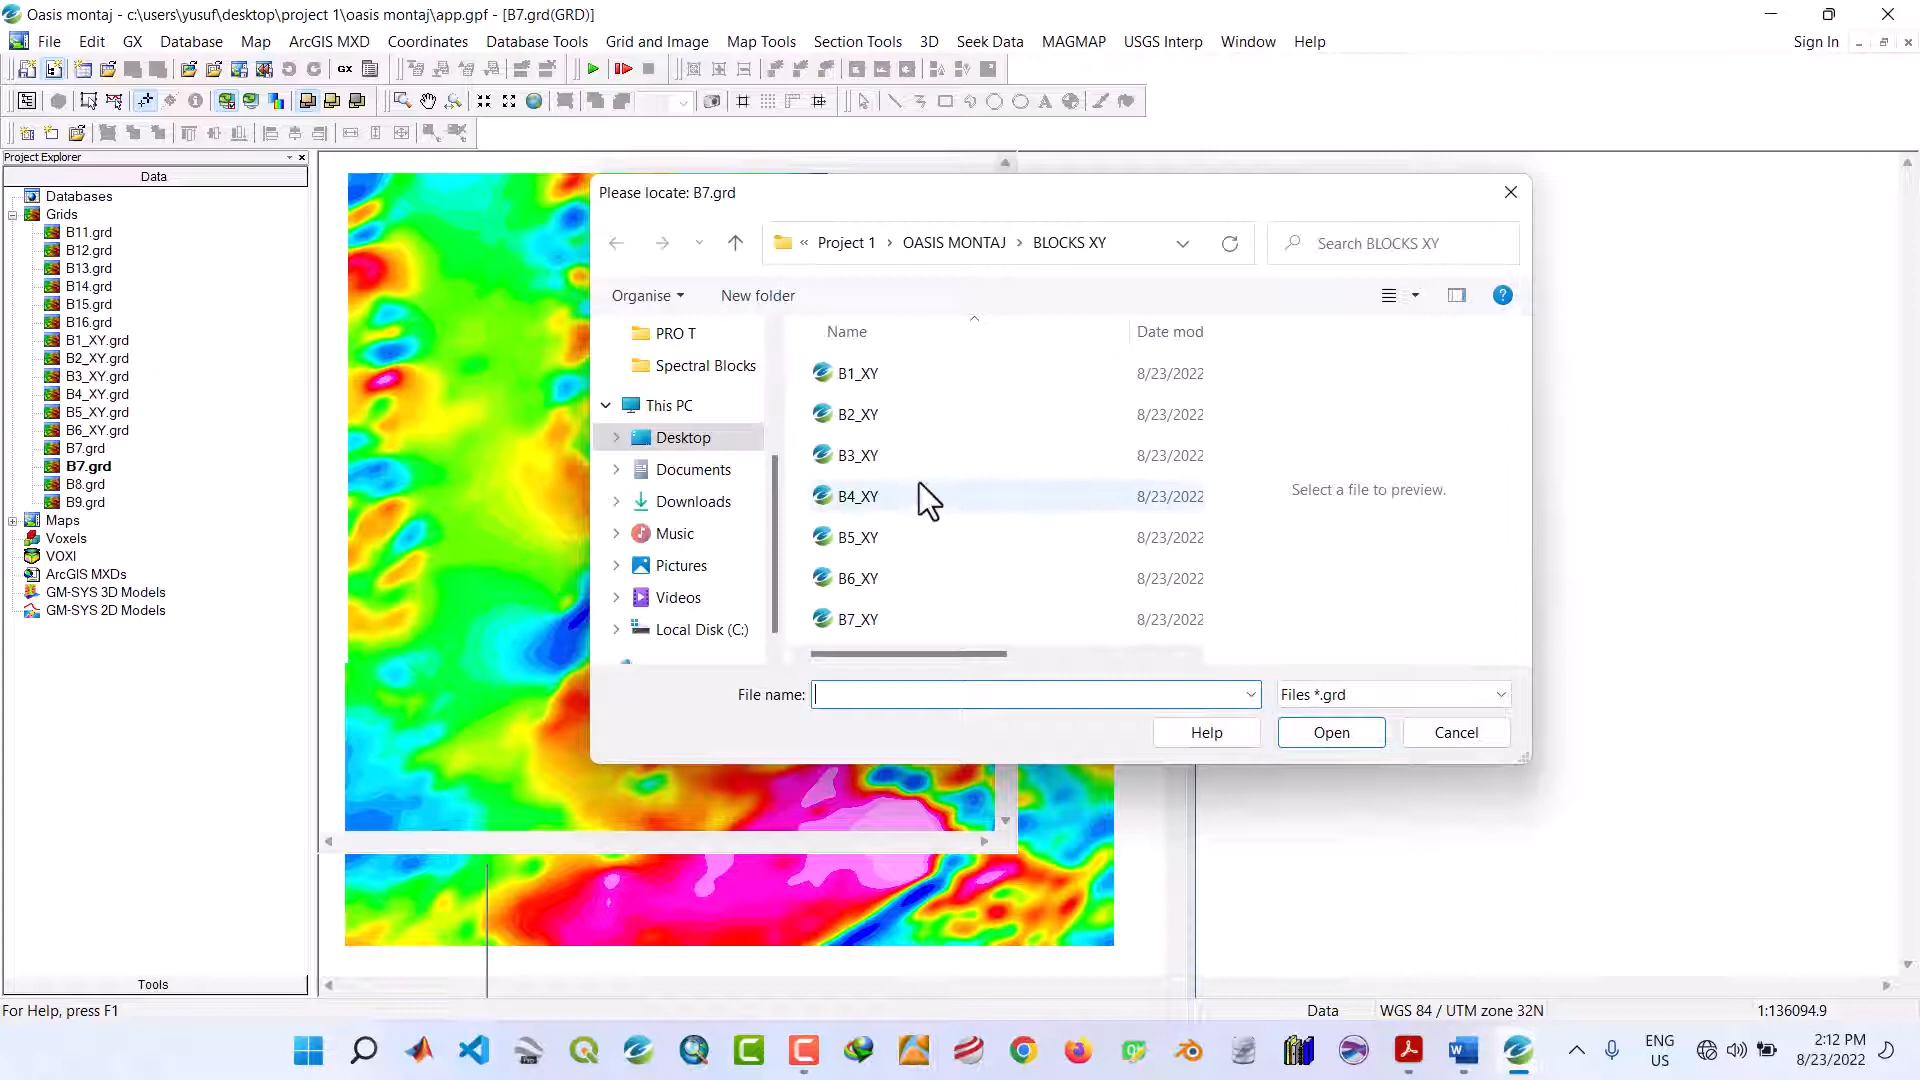 Oasis montaj - c:\users\yusuf\desktop\project 1\oasis montaj\app.gpf - [B7.grd(GRD)]
File Edit GX Database Map ArcGIS MXD Coordinates Database Tools Grid and Image Map Tools Section Tools 3D Seek Data MAGMAP USGS Interp Window Help Sign In
GX
Project Explorer
Data
Databases
Grids
B11.grd
B12.grd
B13.grd
B14.grd
B15.grd
B16.grd
B1_XY.grd
B2_XY.grd
B3_XY.grd
B4_XY.grd
B5_XY.grd
B6_XY.grd
B7.grd
B7.grd
B8.grd
B9.grd
Maps
Voxels
VOXI
ArcGIS MXDs
GM-SYS 3D Models
GM-SYS 2D Models
Tools
Please locate: B7.grd
« Project 1 › OASIS MONTAJ › BLOCKS XY
Search BLOCKS XY
Organise New folder
PRO T
Spectral Blocks
This PC
Desktop
Documents
Downloads
Music
Pictures
Videos
Local Disk (C:)
Name Date mod
B1_XY 8/23/2022
B2_XY 8/23/2022
B3_XY 8/23/2022
B4_XY 8/23/2022
B5_XY 8/23/2022
B6_XY 8/23/2022
B7_XY 8/23/2022
Select a file to preview.
File name: Files *.grd
Help Open Cancel
For Help, press F1 Data WGS 84 / UTM zone 32N 1:136094.9
ENG
US
2:12 PM
8/23/2022